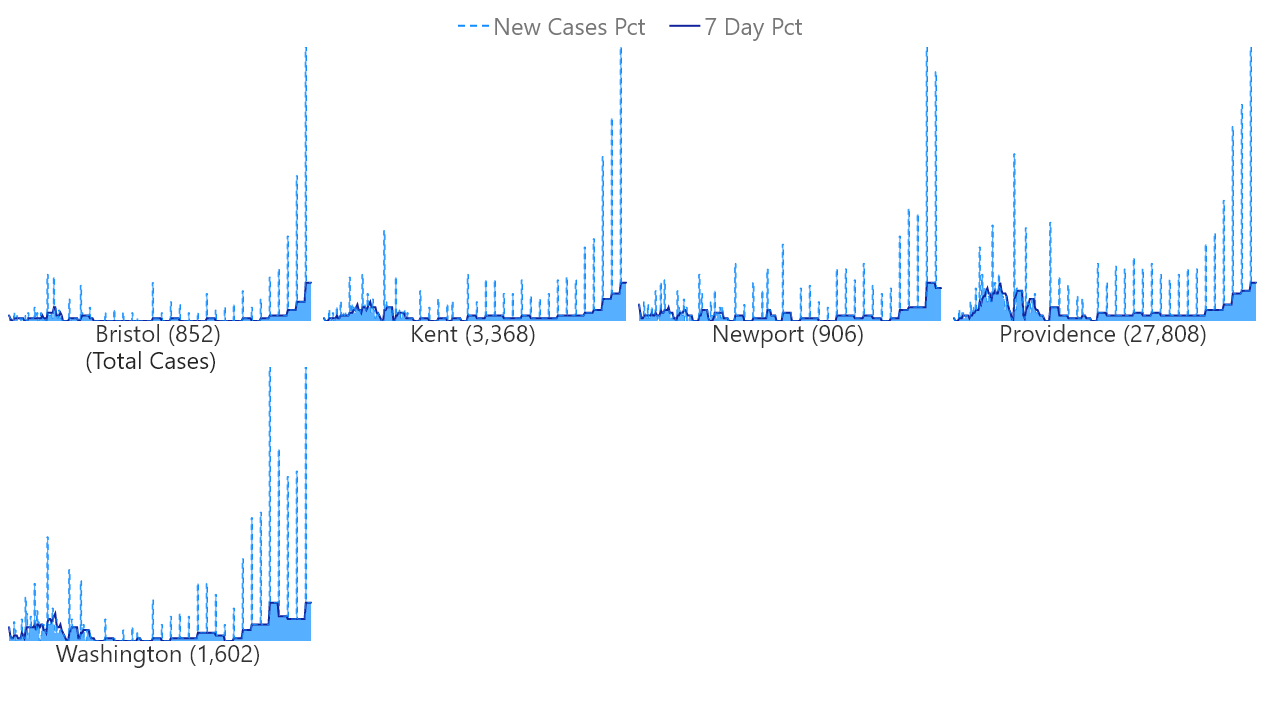 New Cases Pct 7 Day Pct
Bristol (852)
(Total Cases)
Kent (3,368)
Newport (906)
Providence (27,808)
Washington (1,602)